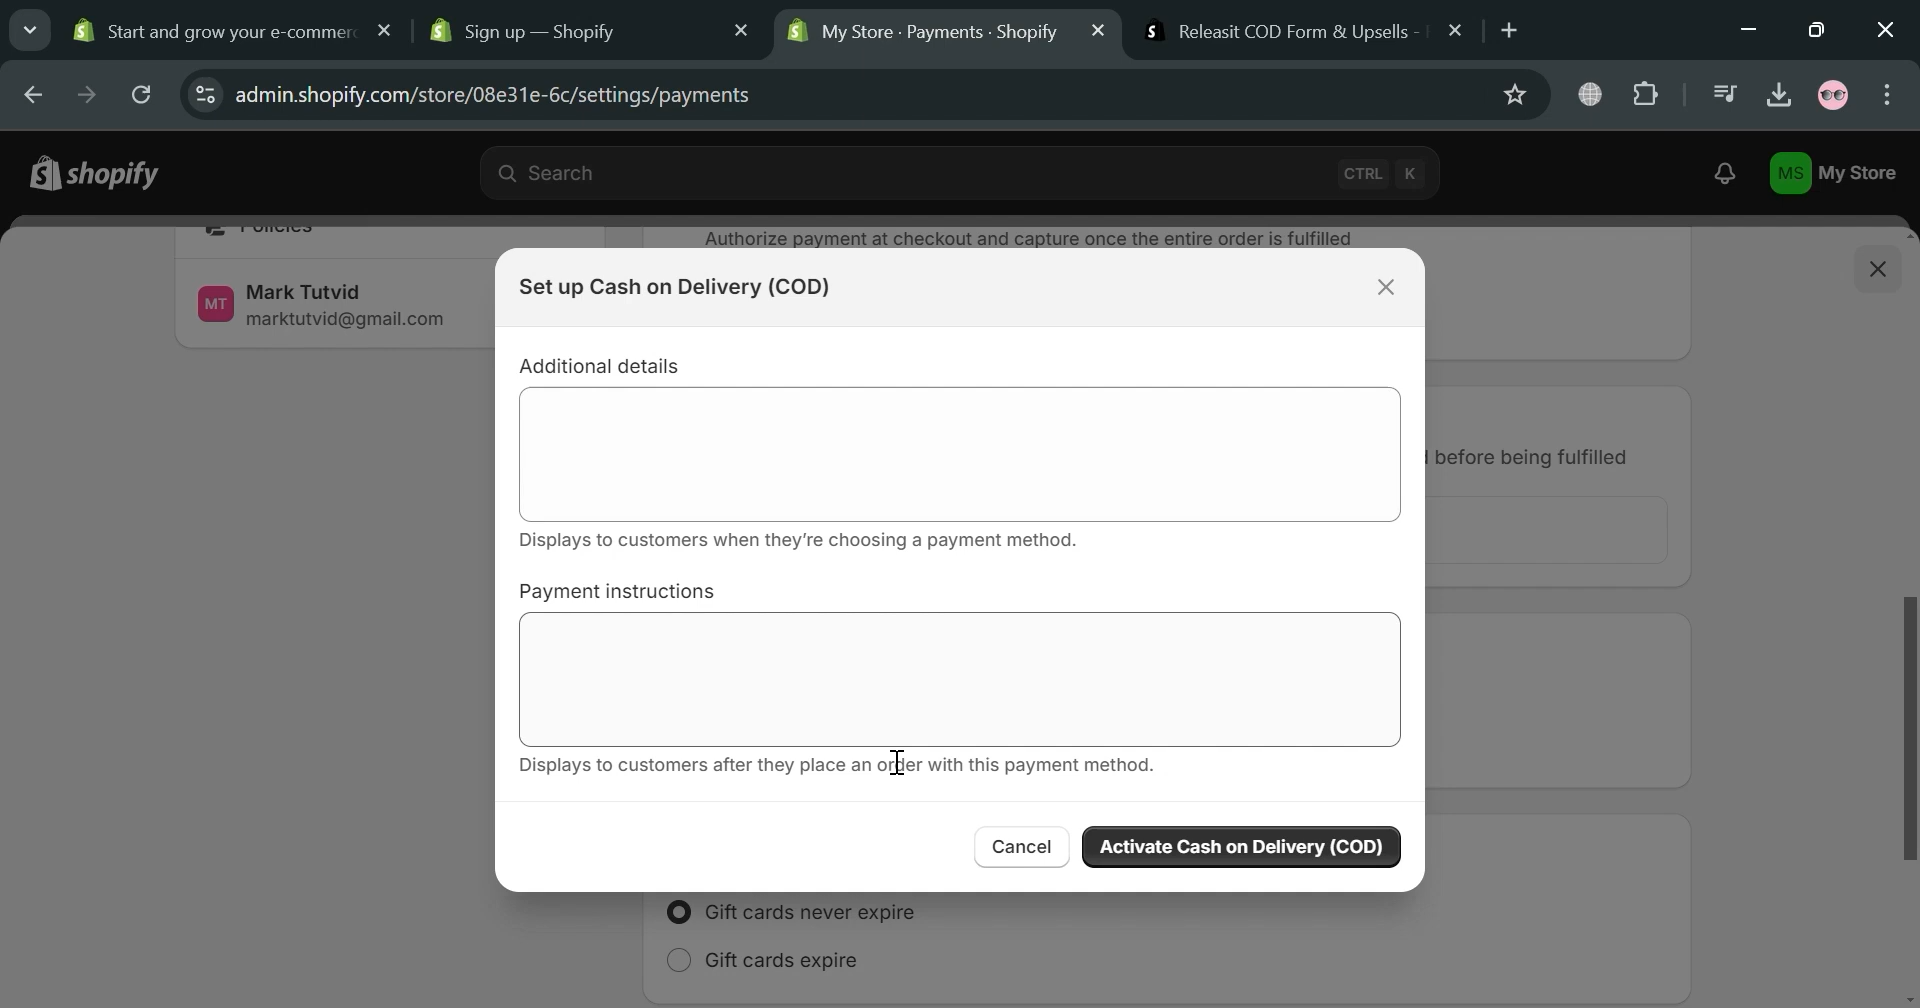 Start and grow your e-commerc
Sign up — Shopify
My Store · Payments · Shopify
Releasit COD Form & Upsells -
admin.shopify.com/store/08e31e-6c/settings/payments
shopify
Search
CTRL K
MS My Store
Policies
Authorize payment at checkout and capture once the entire order is fulfilled
MT Mark Tutvid
marktutvid@gmail.com
Set up Cash on Delivery (COD)
Additional details
Displays to customers when they're choosing a payment method.
before being fulfilled
Payment instructions
Displays to customers after they place an order with this payment method.
Cancel
Activate Cash on Delivery (COD)
Gift cards never expire
Gift cards expire